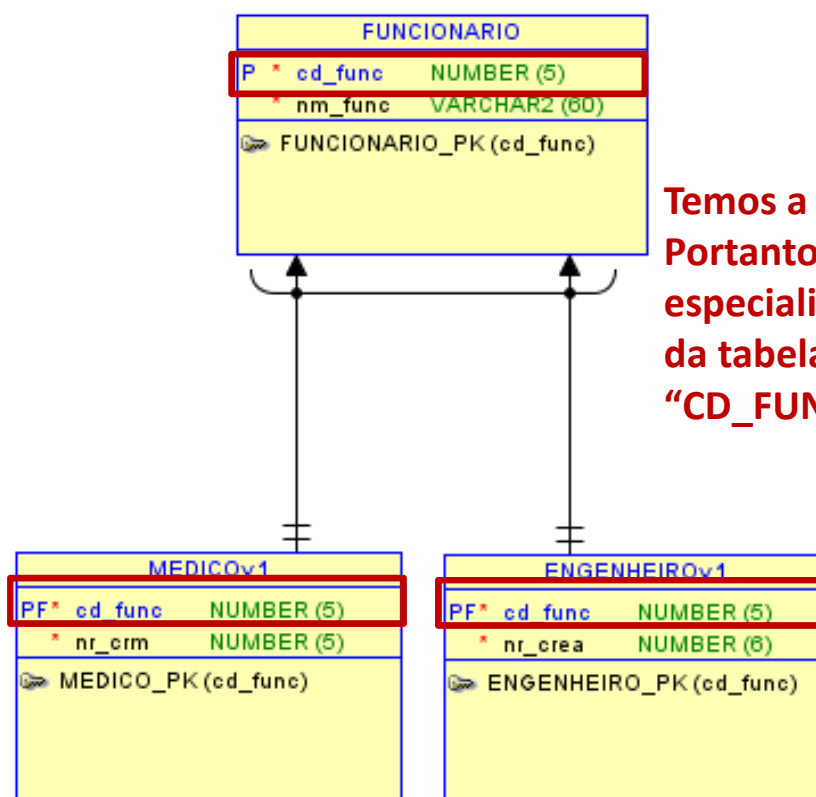 FUNCIONARIO
P * cd_func NUMBER (5)
* nm_func VARCHAR2 (60)
FUNCIONARIO_PK (cd_func)
Temos a
Portanto
especiali
da tabela
“CD_FUN
MEDICOv1
PF* cd_func NUMBER (5)
* nr_crm NUMBER (5)
MEDICO_PK (cd_func)
ENGENHEIROv1
PF* cd_func NUMBER (5)
* nr_crea NUMBER (6)
ENGENHEIRO_PK (cd_func)